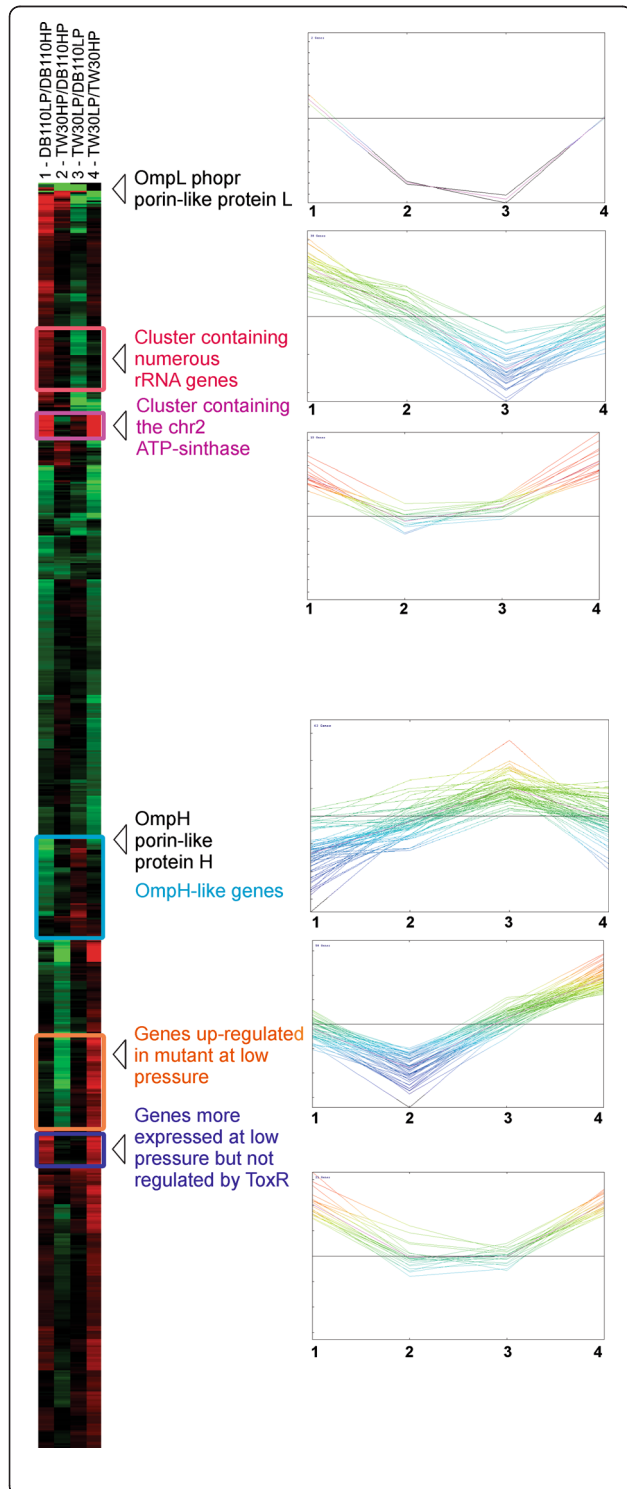 1 - DB110LP/DB110HP
2 - TW30HP/DB110HP
3 - TW30LP/DB110LP
4 - TW30LP/TW30HP
OmpL phopr
porin-like protein L
Cluster containing
numerous
rRNA genes
Cluster containing
the chr2
ATP-sinthase
OmpH
porin-like
protein H
OmpH-like genes
Genes up-regulated
in mutant at low
pressure
Genes more
expressed at low
pressure but not
regulated by ToxR
1 2 3 4
1 2 3 4
1 2 3 4
1 2 3 4
1 2 3 4
1 2 3 4